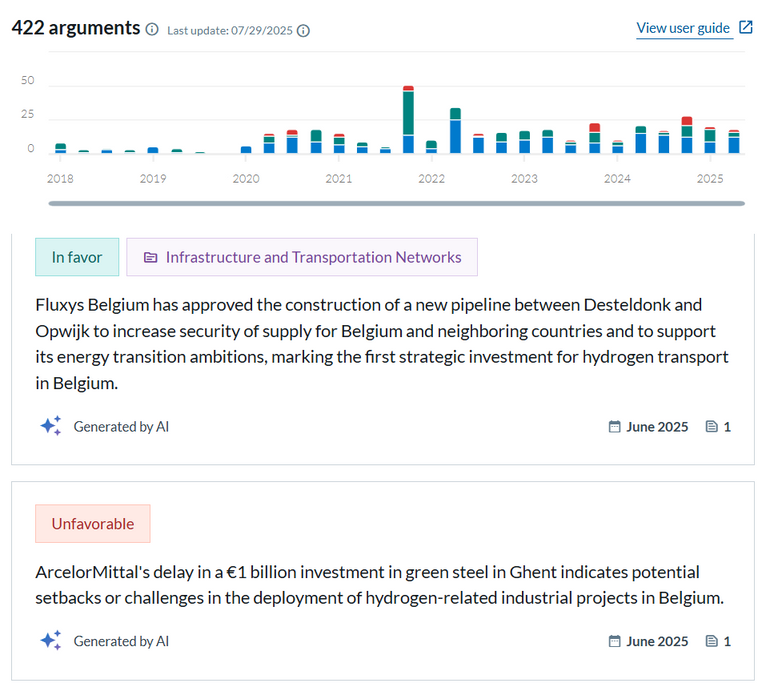 422 arguments Last update: 07/29/2025 View user guide
50
25
0
2018 2019 2020 2021 2022 2023 2024 2025
In favor Infrastructure and Transportation Networks
Fluxys Belgium has approved the construction of a new pipeline between Desteldonk and
Opwijk to increase security of supply for Belgium and neighboring countries and to support
its energy transition ambitions, marking the first strategic investment for hydrogen transport
in Belgium.
Generated by AI June 2025 1
Unfavorable
ArcelorMittal's delay in a €1 billion investment in green steel in Ghent indicates potential
setbacks or challenges in the deployment of hydrogen-related industrial projects in Belgium.
Generated by AI June 2025 1